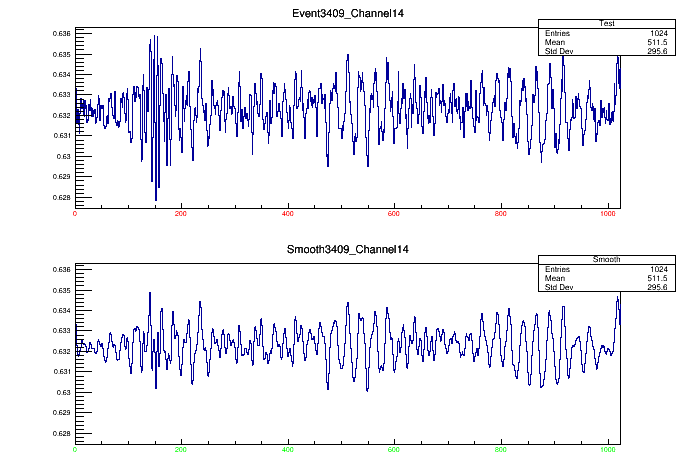 Event3409_Channel14
Test
Entries 1024
Mean 511.5
Std Dev 295.6
0.636
0.635
0.634
0.633
0.632
0.631
0.63
0.629
0.628
0 200 400 600 800 1000
Smooth3409_Channel14
Smooth
Entries 1024
Mean 511.5
Std Dev 295.6
0.636
0.635
0.634
0.633
0.632
0.631
0.63
0.629
0.628
0 200 400 600 800 1000